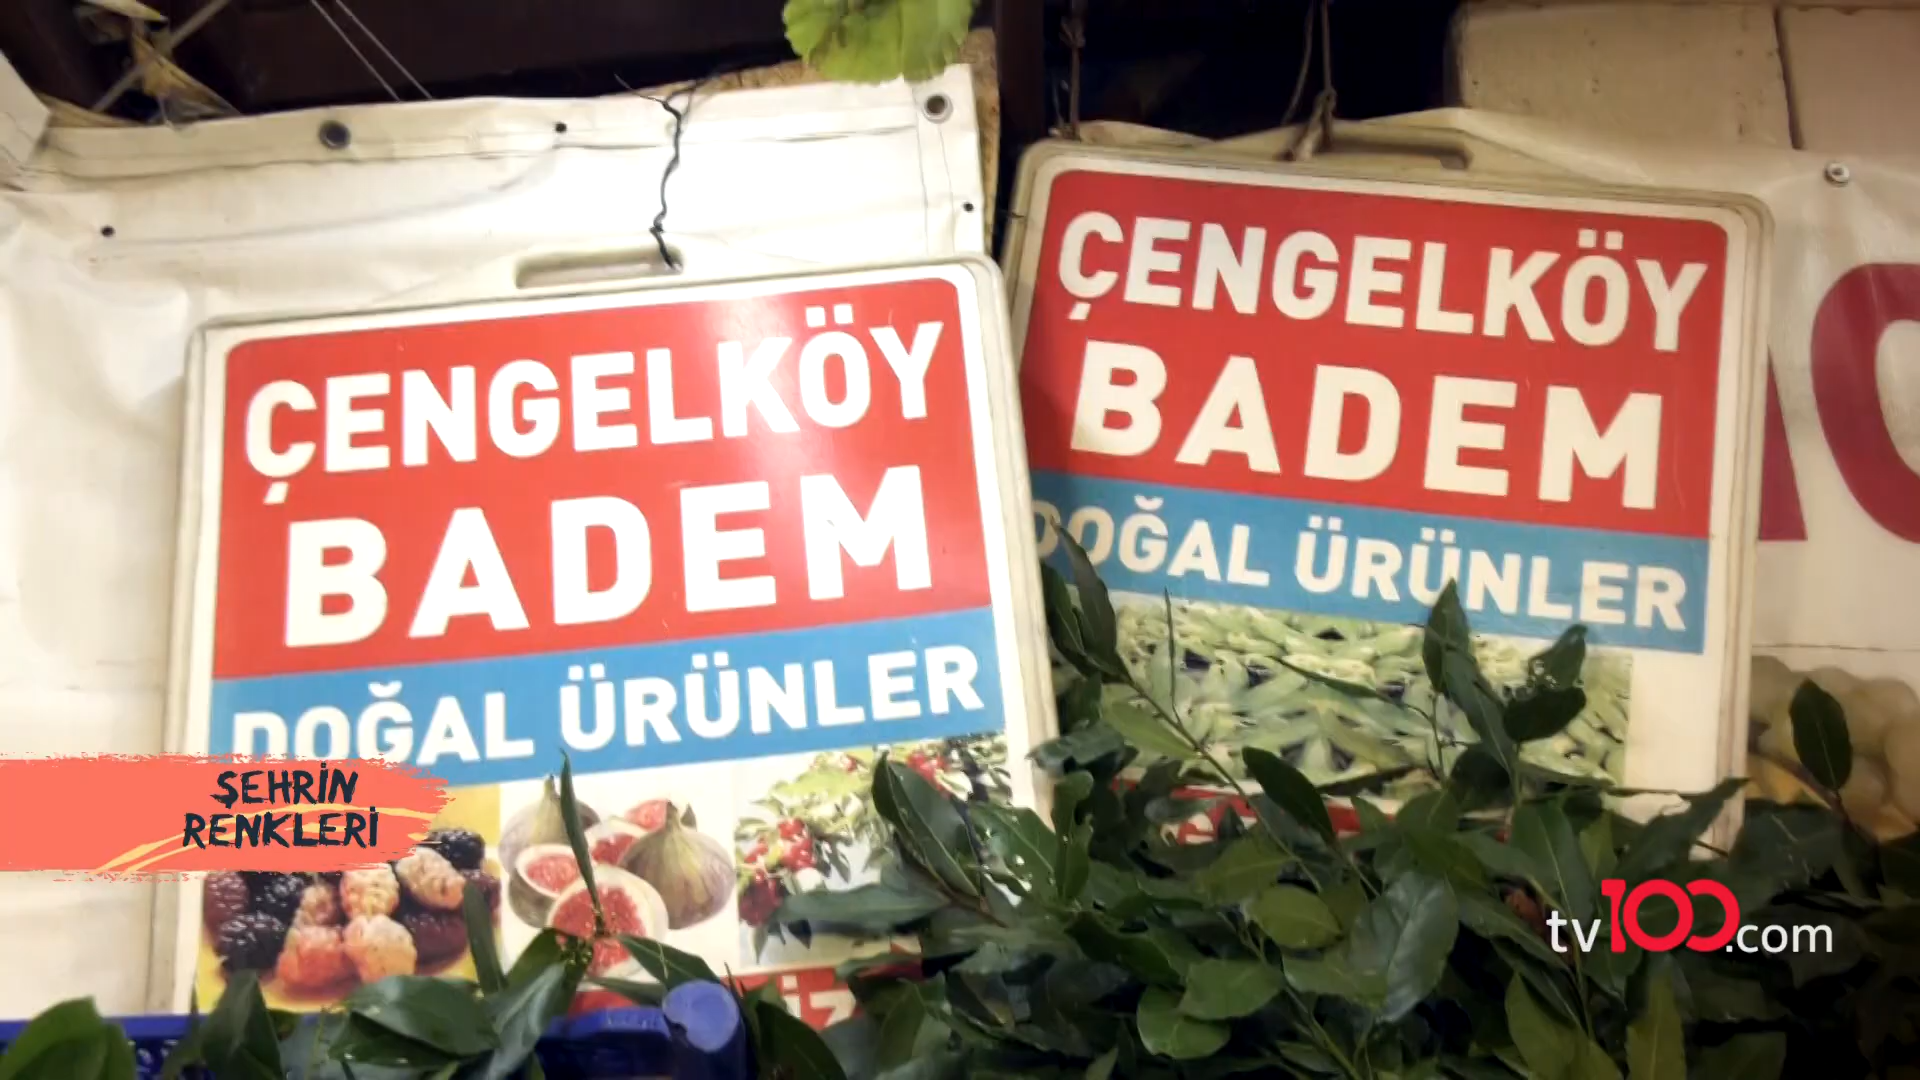 ÇENGELKÖY
BADEM
DOĞAL ÜRÜNLER
ÇENGELKÖY
BADEM
DOĞAL ÜRÜNLER
ŞEHRİN
RENKLERİ
tv100.com